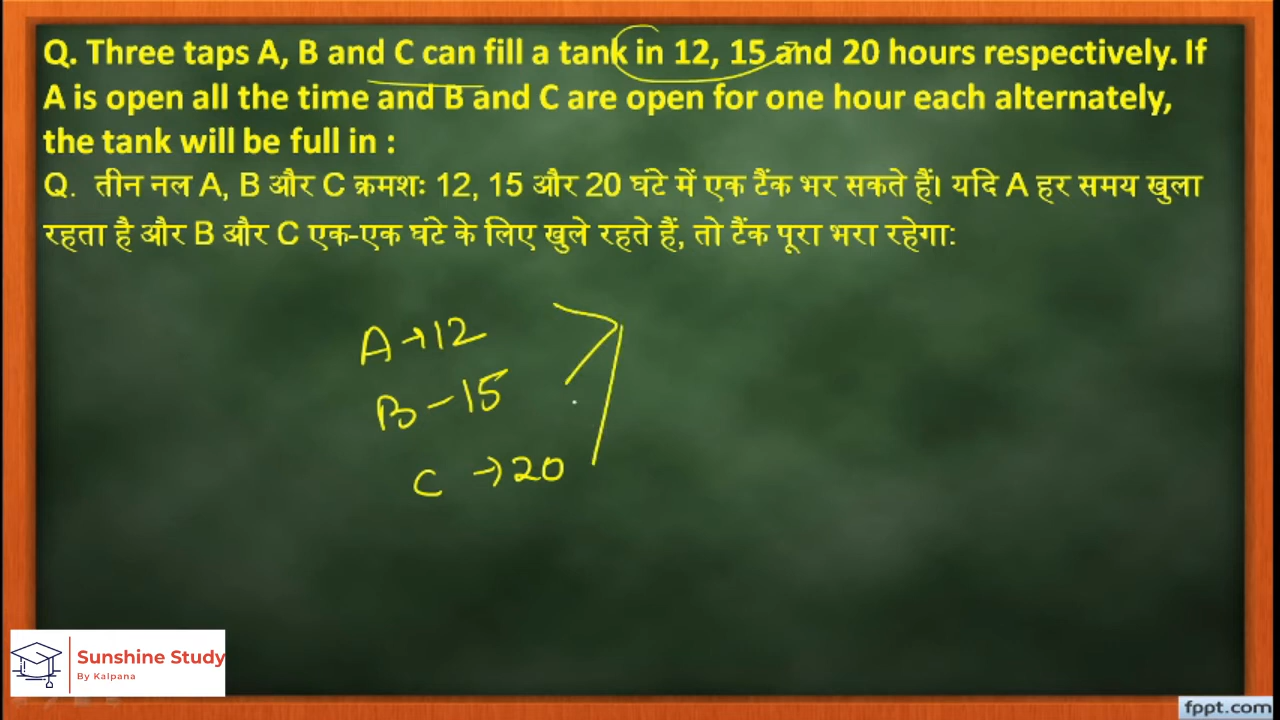 Q. Three taps A, B and C can fill a tank in 12, 15 and 20 hours respectively. If
A is open all the time and B and C are open for one hour each alternately,
the tank will be full in :
Q. तीन नल A, B और C क्रमशः 12, 15 और 20 घंटे में एक टैंक भर सकते हैं। यदि A हर समय खुला
रहता है और B और C एक-एक घंटे के लिए खुले रहते हैं, तो टैंक पूरा भरा रहेगा:
A → 12
B - 15
C → 20
Sunshine Study
By Kalpana
fppt.com